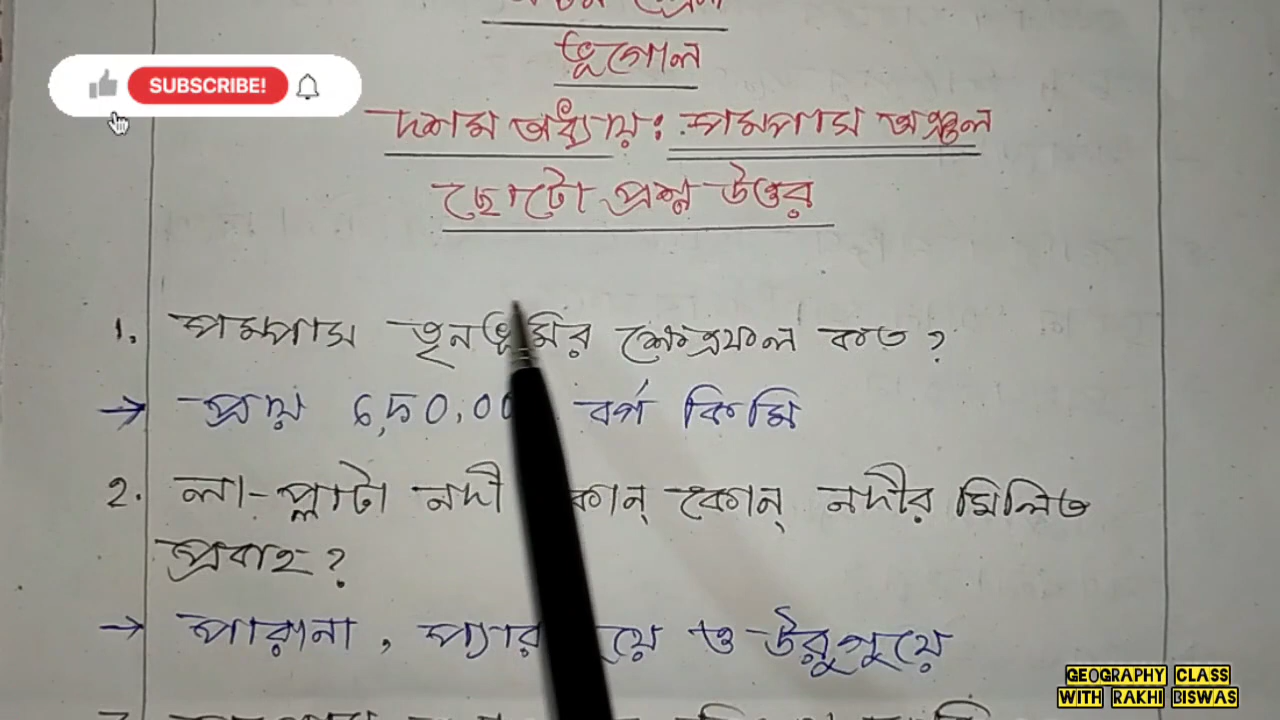 ভূগোল
SUBSCRIBE!
দশম অধ্যায়: পম্পাস অঞ্চল
ছোটো প্রশ্ন উত্তর
1. পম্পাস তৃনভূমির ক্ষেত্রফল কত?
→ প্রায় বর্গ কিমি
2. লা-প্লাটা নদী কোন্ কোন্ নদীর মিলিত
প্রবাহ?
→ পারানা, ও উরুগুয়ে
GEOGRAPHY CLASS
WITH RAKHI BISWAS